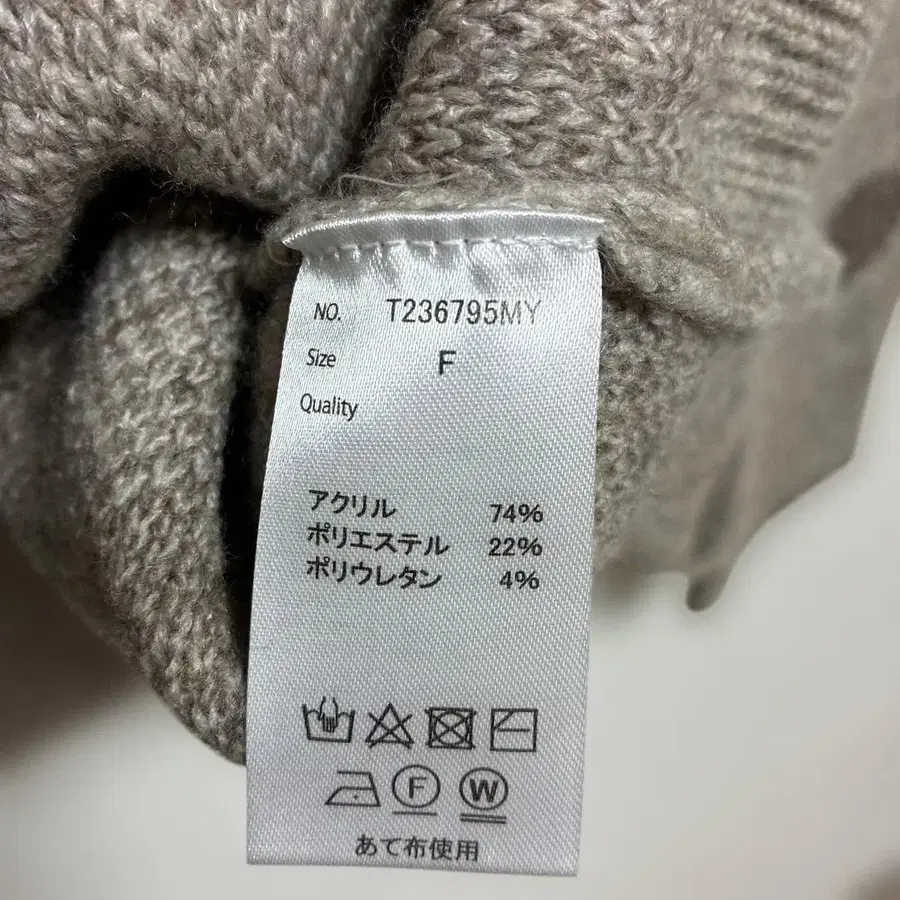 NO. T236795MY
Size F
Quality
アクリル 74%
ポリエステル 22%
ポリウレタン 4%
F W
あて布使用